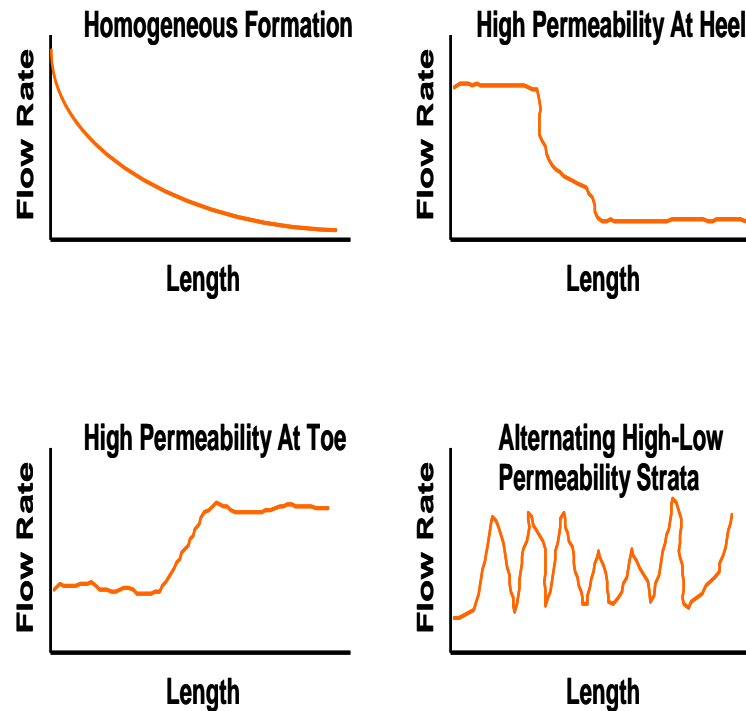 Homogeneous Formation
Flow Rate
Length
High Permeability At Heel
Flow Rate
Length
High Permeability At Toe
Flow Rate
Length
Alternating High-Low
Permeability Strata
Flow Rate
Length